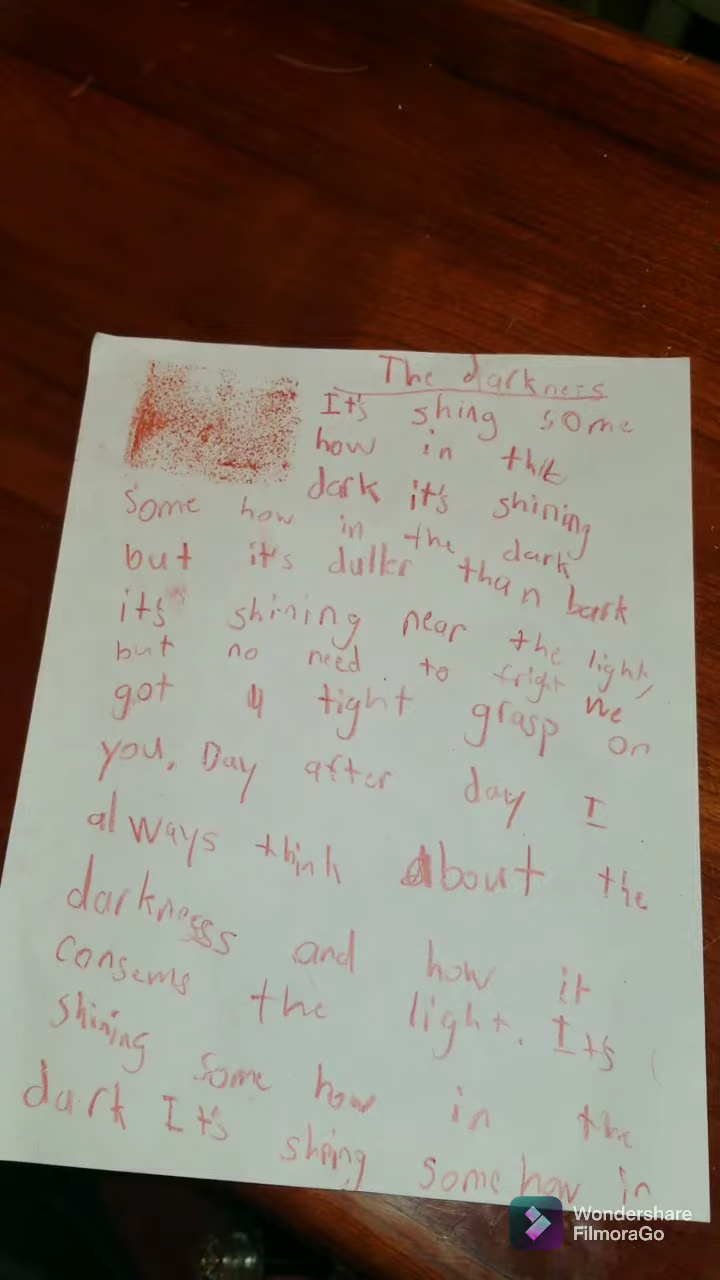 The darkness
It's shing some
how in the
dark it's shining
some how in the dark
but it's duller than bark
it's shining near the light,
but no need to fright we
got a tight grasp on
you. Day after day I
always think about the
darkness and how it
consems the light. It's
shining some how in the
dark It's shing some how in
Wondershare
FilmoraGo